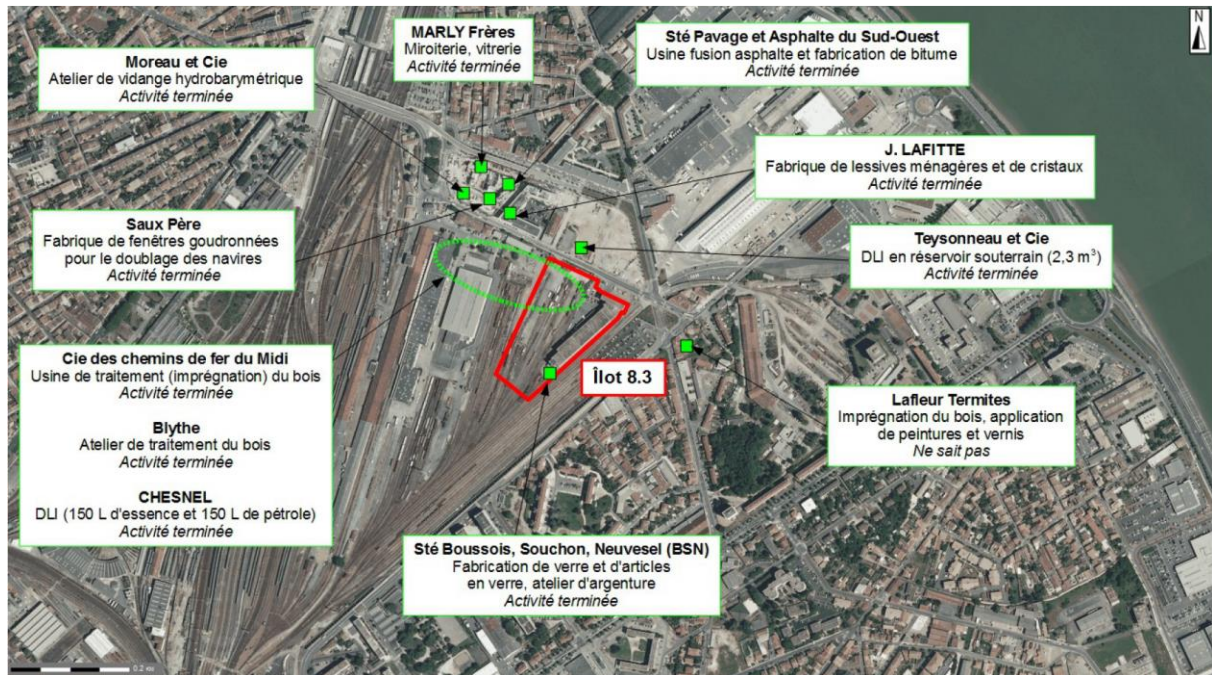 MARLY Frères
Miroiterie, vitrerie
Activité terminée
Sté Pavage et Asphalte du Sud-Ouest
Usine fusion asphalte et fabrication de bitume
Activité terminée
N
Moreau et Cie
Atelier de vidange hydrobarymétrique
Activité terminée
J. LAFITTE
Fabrique de lessives ménagères et de cristaux
Activité terminée
Saux Père
Fabrique de fenêtres goudronnées
pour le doublage des navires
Activité terminée
Teysonneau et Cie
DLI en réservoir souterrain (2,3 m³)
Activité terminée
Cie des chemins de fer du Midi
Usine de traitement (imprégnation) du bois
Activité terminée
Blythe
Atelier de traitement du bois
Activité terminée
CHESNEL
DLI (150 L d'essence et 150 L de pétrole)
Activité terminée
Îlot 8.3
Lafleur Termites
Imprégnation du bois, application
de peintures et vernis
Ne sait pas
Sté Boussois, Souchon, Neuvesel (BSN)
Fabrication de verre et d'articles
en verre, atelier d'argenture
Activité terminée
0.2 KM